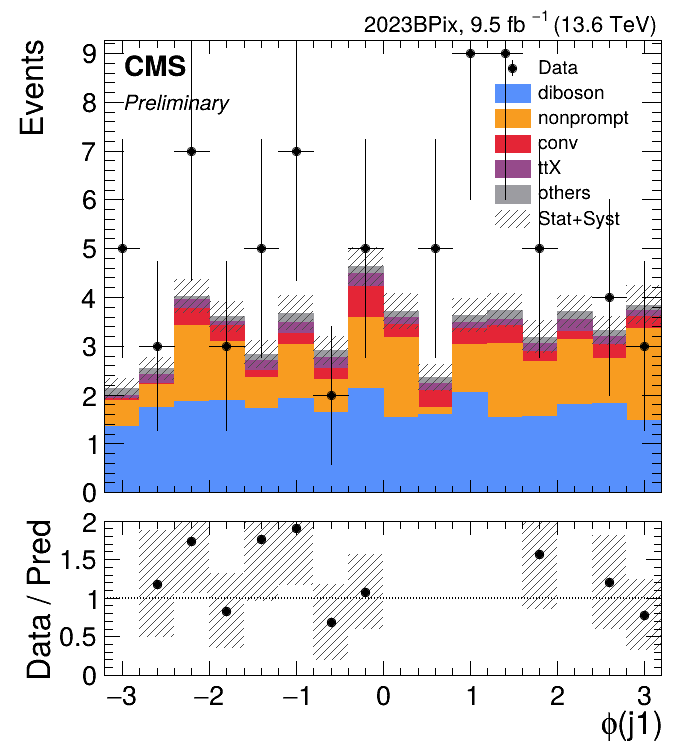 2023BPix, 9.5 fb⁻¹ (13.6 TeV)
Events
CMS
Preliminary
Data
diboson
nonprompt
conv
ttX
others
Stat+Syst
9
8
7
6
5
4
3
2
1
0
Data / Pred
2
1.5
1
0.5
0
−3 −2 −1 0 1 2 3
ϕ(j1)